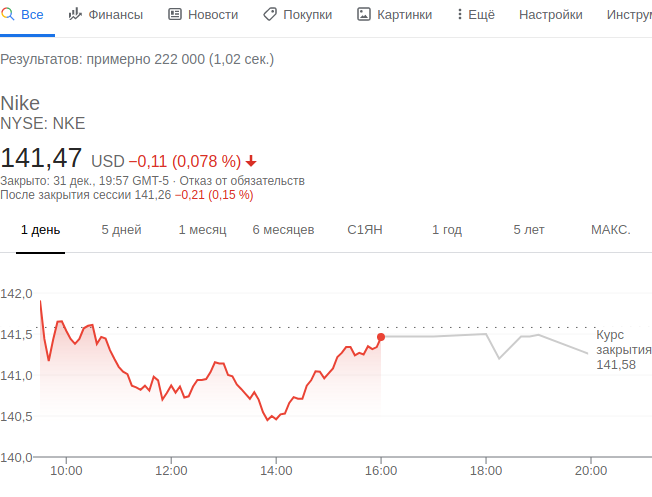 Все Финансы Новости Покупки Картинки Ещё Настройки Инстру
Результатов: примерно 222 000 (1,02 сек.)
Nike
NYSE: NKE
141,47 USD −0,11 (0,078 %)
Закрыто: 31 дек., 19:57 GMT-5 · Отказ от обязательств
После закрытия сессии 141,26 −0,21 (0,15 %)
1 день 5 дней 1 месяц 6 месяцев С1ЯН 1 год 5 лет МАКС.
142,0
141,5
141,0
140,5
140,0
Курс
закрытия
141,58
10:00 12:00 14:00 16:00 18:00 20:00